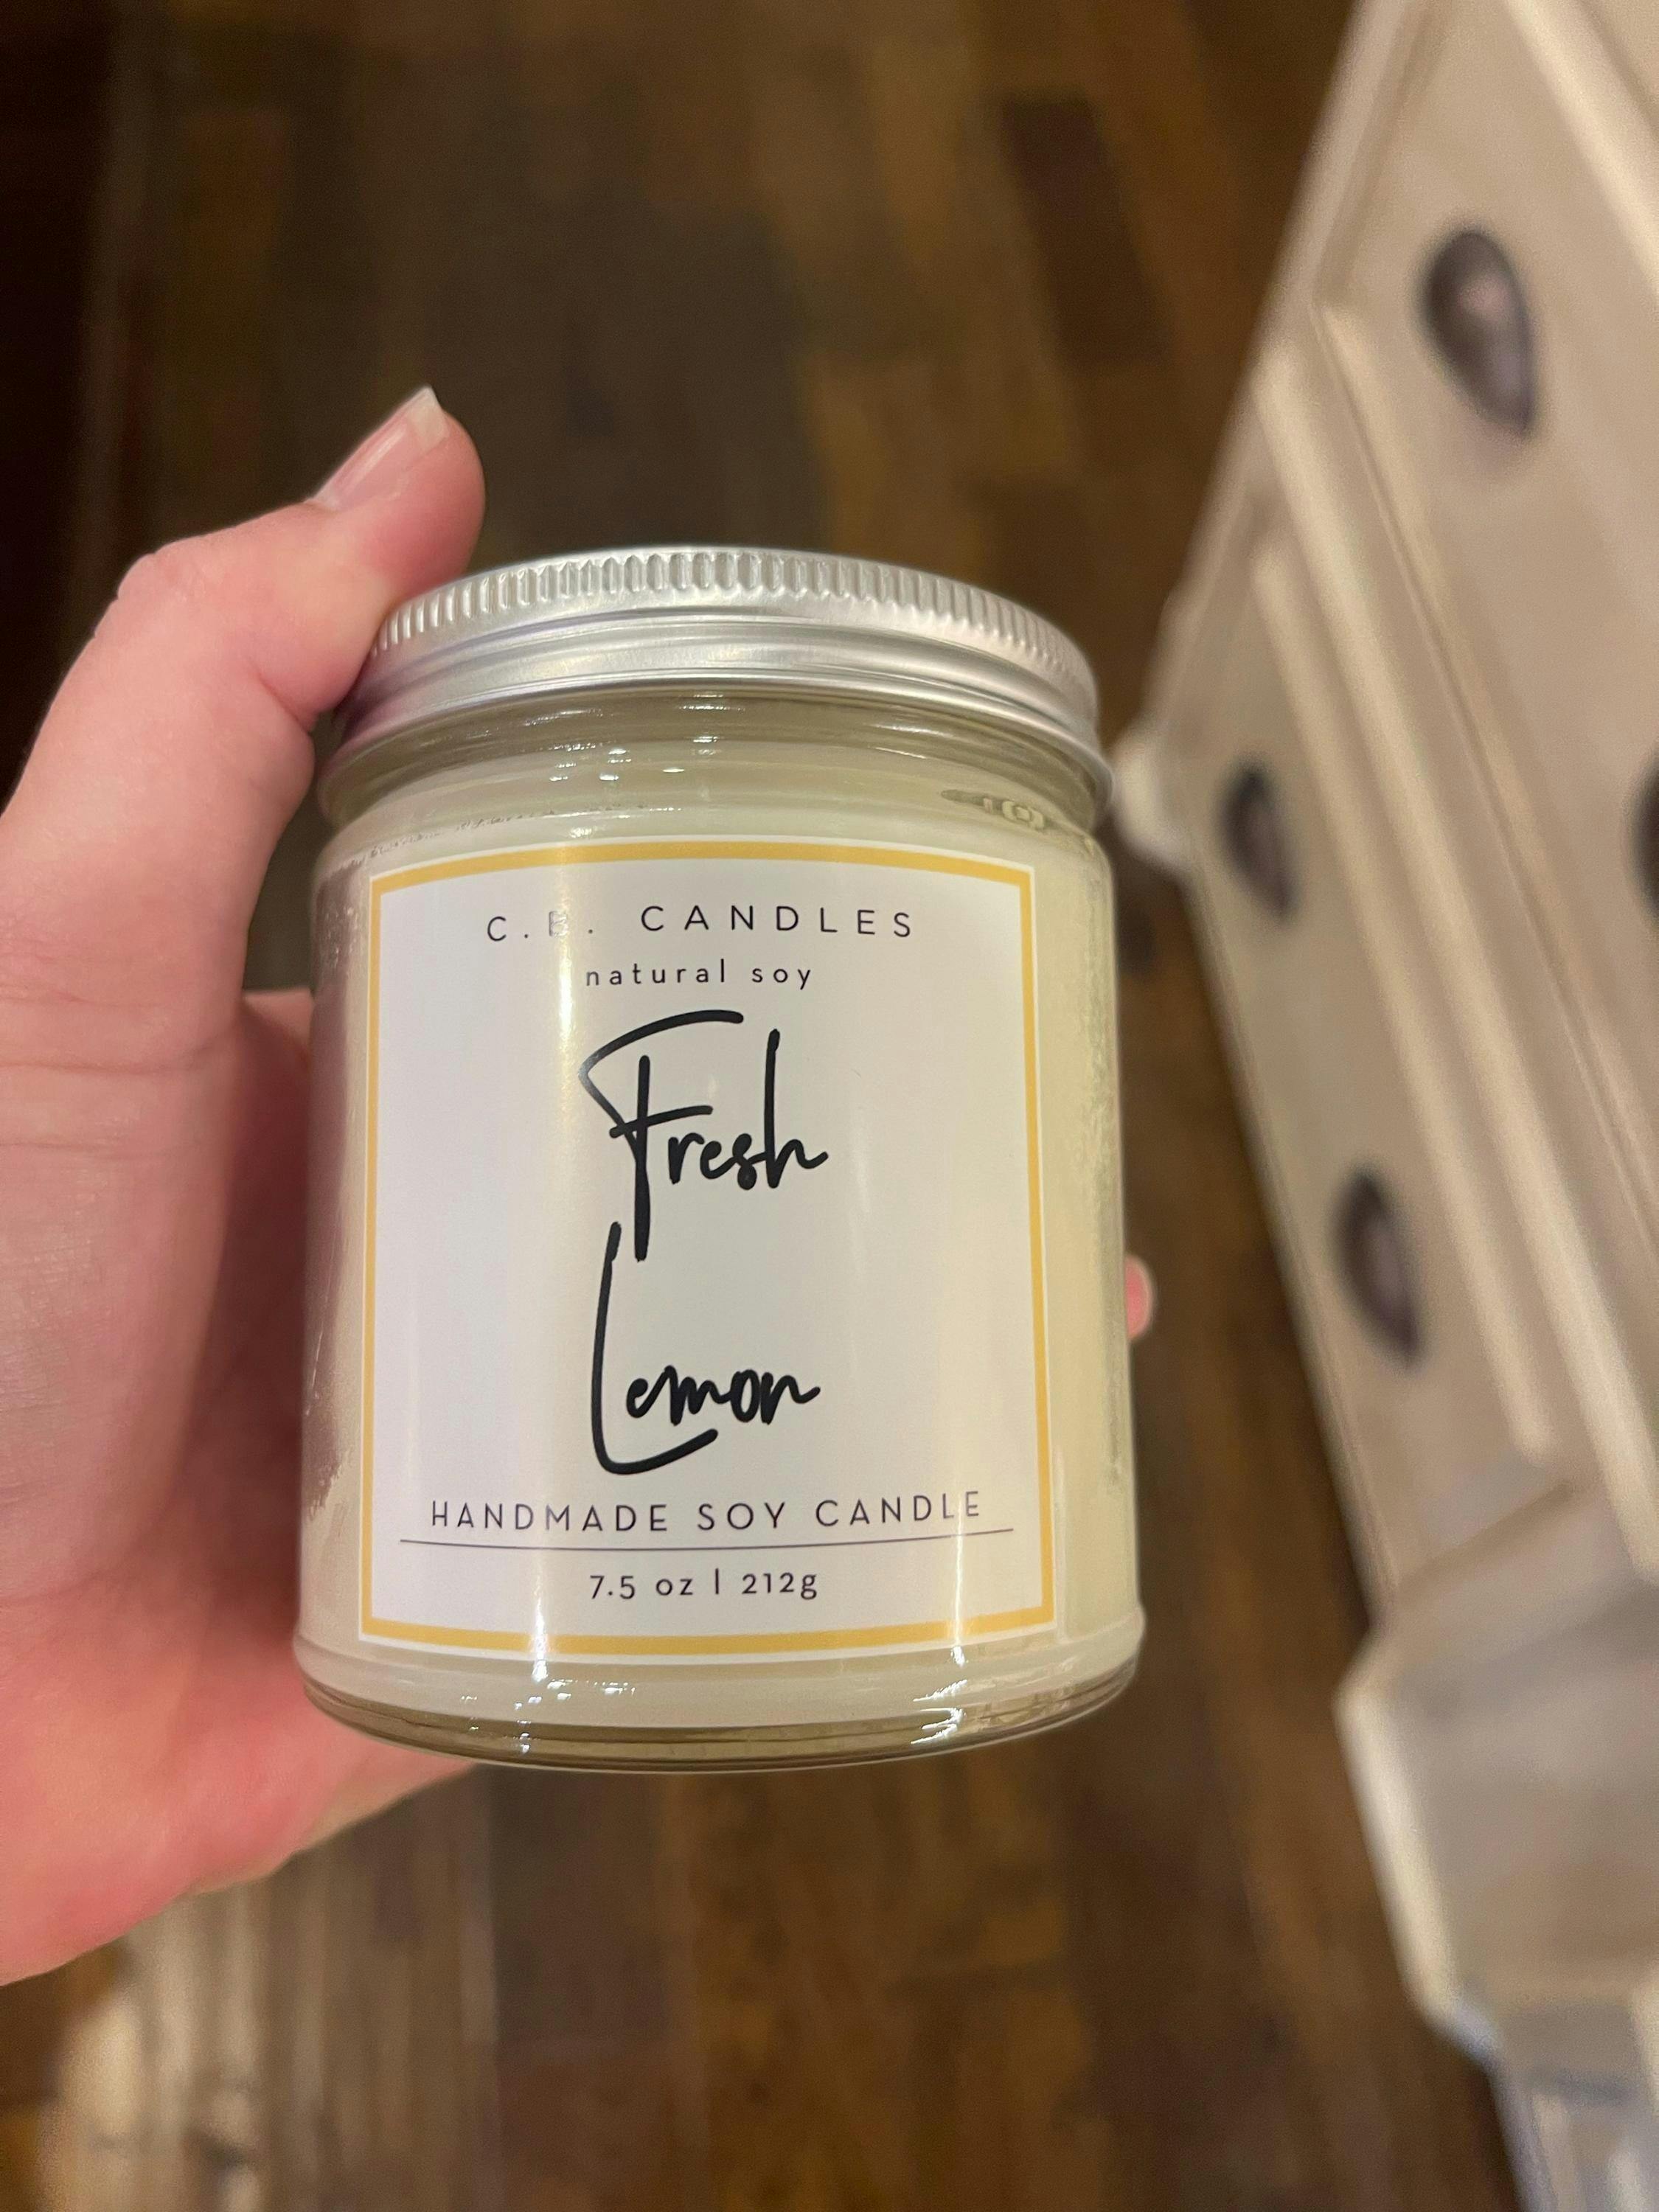 CANDLES
natural soy
Fresh
Lemon
HANDMADE SOY CANDLE
7.5 oz | 212g